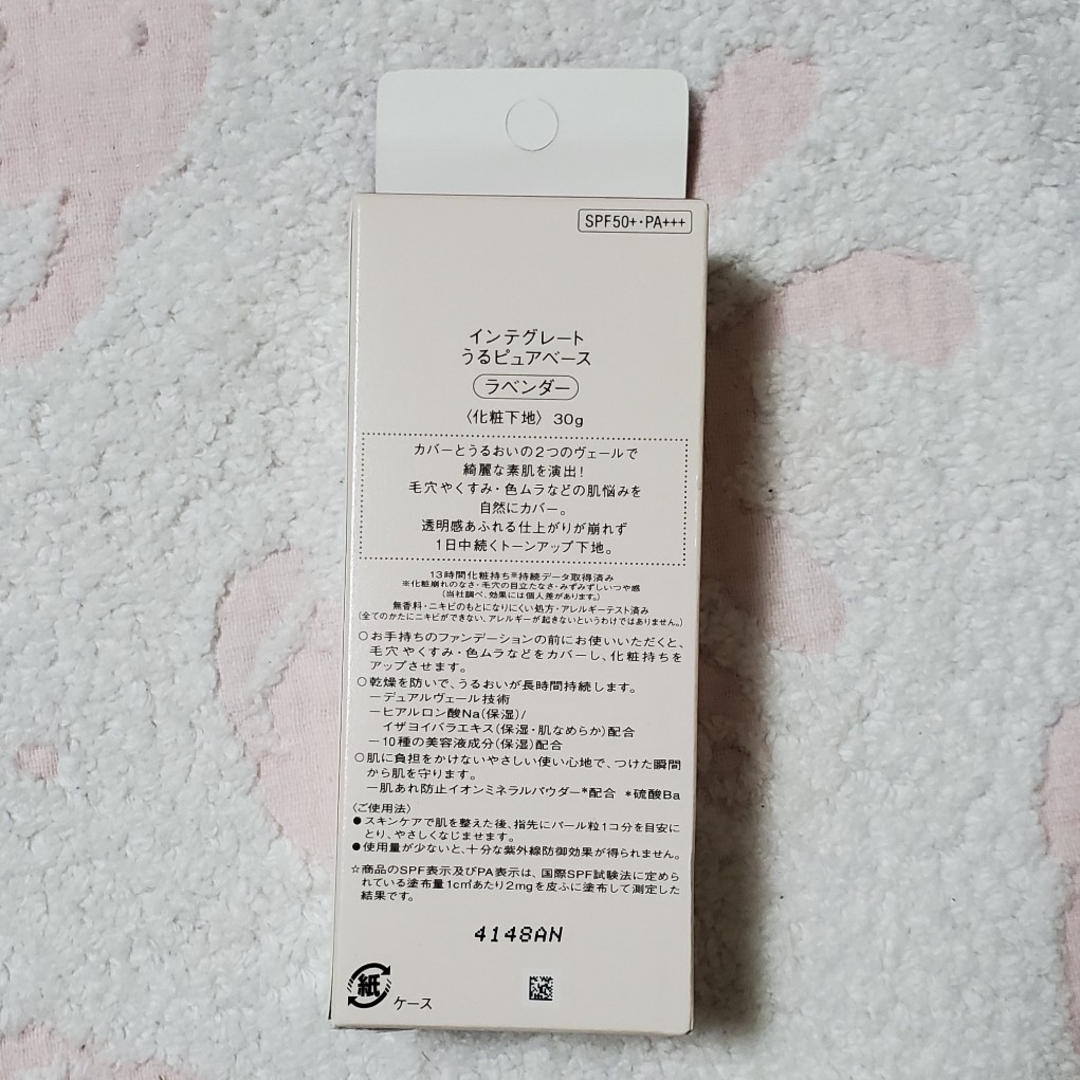 SPF50+・PA+++
インテグレート
うるピュアベース
ラベンダー
〈化粧下地〉 30g
カバーとうるおいの2つのヴェールで
綺麗な素肌を演出!
毛穴やくすみ・色ムラなどの肌悩みを
自然にカバー。
透明感あふれる仕上がりが崩れず
1日中続くトーンアップ下地。
13時間化粧持ち※持続データ取得済み
※化粧崩れのなさ・毛穴の目立たなさ・みずみずしいつや感
(当社調べ、効果には個人差があります。)
無香料・ニキビのもとになりにくい処方・アレルギーテスト済み
(全てのかたにニキビができない、アレルギーが起きないというわけではありません。)
○お手持ちのファンデーションの前にお使いいただくと、
毛穴やくすみ・色ムラなどをカバーし、化粧持ちを
アップさせます。
○乾燥を防いで、うるおいが長時間持続します。
ーデュアルヴェール技術
ーヒアルロン酸Na(保湿)/
イザヨイバラエキス(保湿・肌なめらか)配合
ー10種の美容液成分(保湿)配合
○肌に負担をかけないやさしい使い心地で、つけた瞬間
から肌を守ります。
ー肌あれ防止イオンミネラルパウダー*配合 *硫酸Ba
〈ご使用法〉
●スキンケアで肌を整えた後、指先にパール粒1コ分を目安に
とり、やさしくなじませます。
●使用量が少ないと、十分な紫外線防御効果が得られません。
☆商品のSPF表示及びPA表示は、国際SPF試験法に定めら
れている塗布量1c㎡あたり2mgを皮ふに塗布して測定した
結果です。
4148AN
紙
ケース